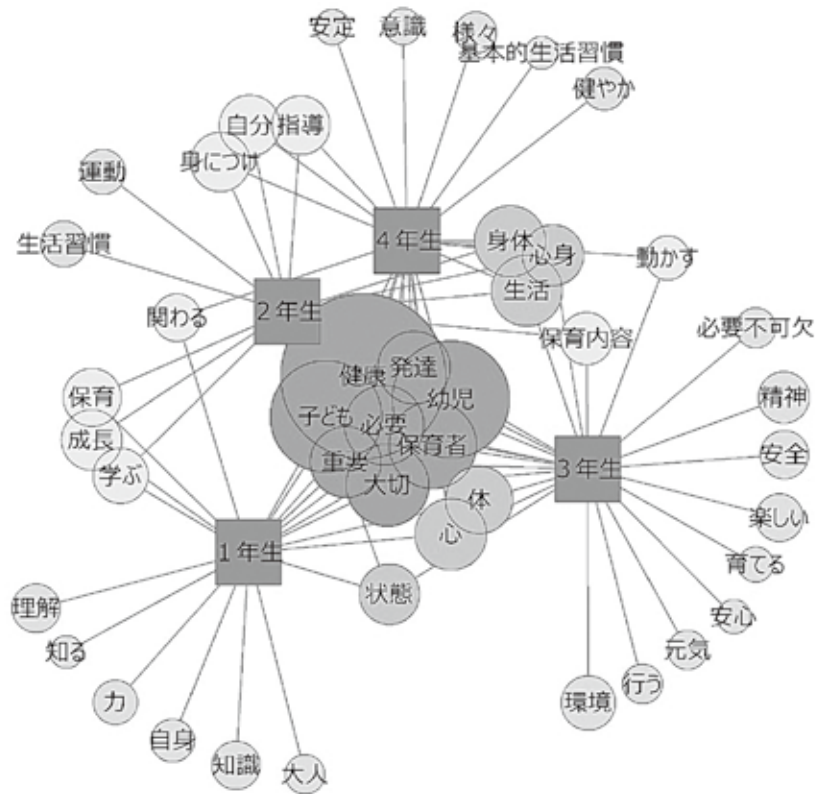 安定
意識
様々
基本的生活習慣
健やか
自分
指導
身につけ
運動
生活習慣
4年生
身体
心身
生活
動かす
2年生
関わる
保育内容
必要不可欠
発達
健康
幼児
子ども
必要
保育者
重要
大切
保育
成長
学ぶ
精神
安全
3年生
楽しい
体
心
1年生
状態
育てる
安心
元気
行う
環境
理解
知る
力
自身
知識
大人